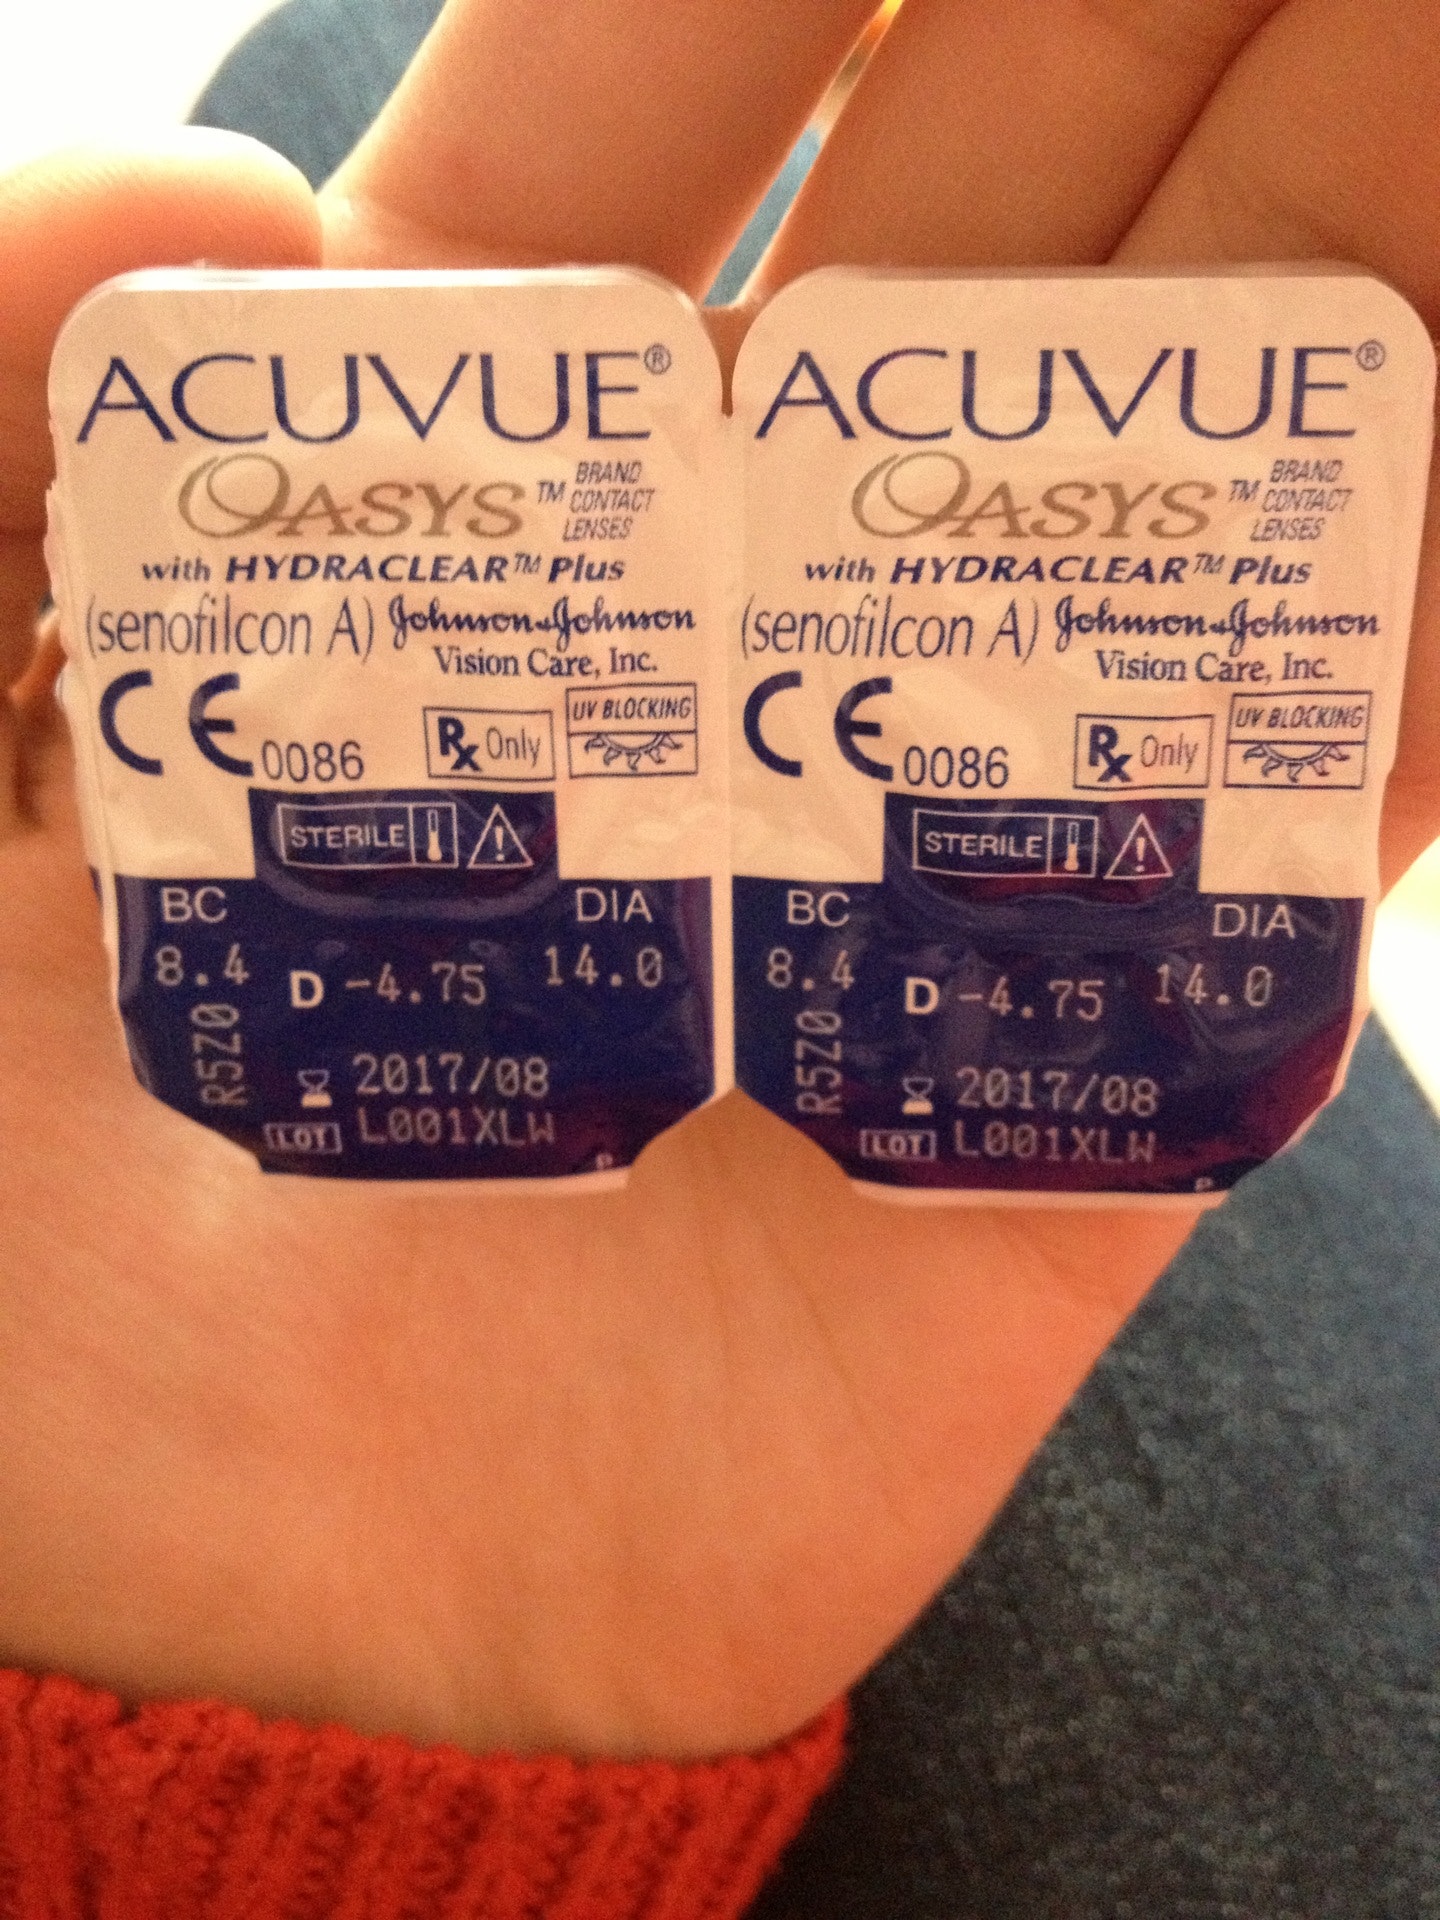 ACUVUE®
OASYS™ BRAND CONTACT LENSES
with HYDRACLEAR™ Plus
(senofilcon A) Johnson & Johnson
Vision Care, Inc.
CE 0086 Rx Only UV BLOCKING
STERILE
BC DIA
8.4 D -4.75 14.0
R5Z0
2017/08
LOT L001XLW
P
ACUVUE®
OASYS™ BRAND CONTACT LENSES
with HYDRACLEAR™ Plus
(senofilcon A) Johnson & Johnson
Vision Care, Inc.
CE 0086 Rx Only UV BLOCKING
STERILE
BC DIA
8.4 D -4.75 14.0
R5Z0
2017/08
LOT L001XLW
P